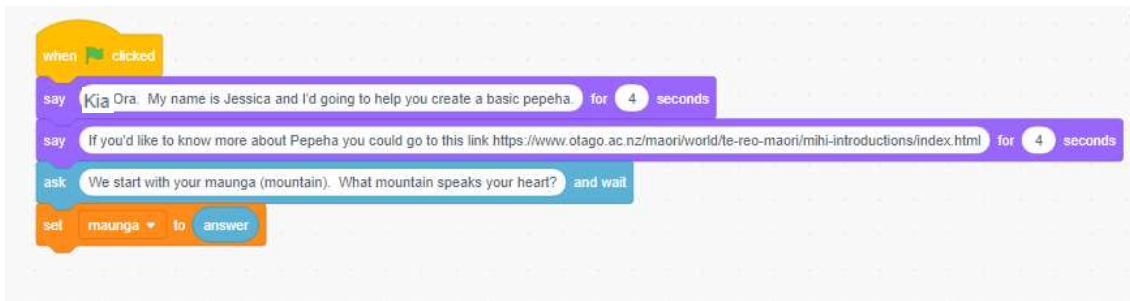 when clicked
say Kia Ora. My name is Jessica and I'd going to help you create a basic pepeha. for 4 seconds
say If you'd like to know more about Pepeha you could go to this link https://www.otago.ac.nz/maori/world/te-reo-maori/mihi-introductions/index.html for 4 seconds
ask We start with your maunga (mountain). What mountain speaks your heart? and wait
set maunga to answer